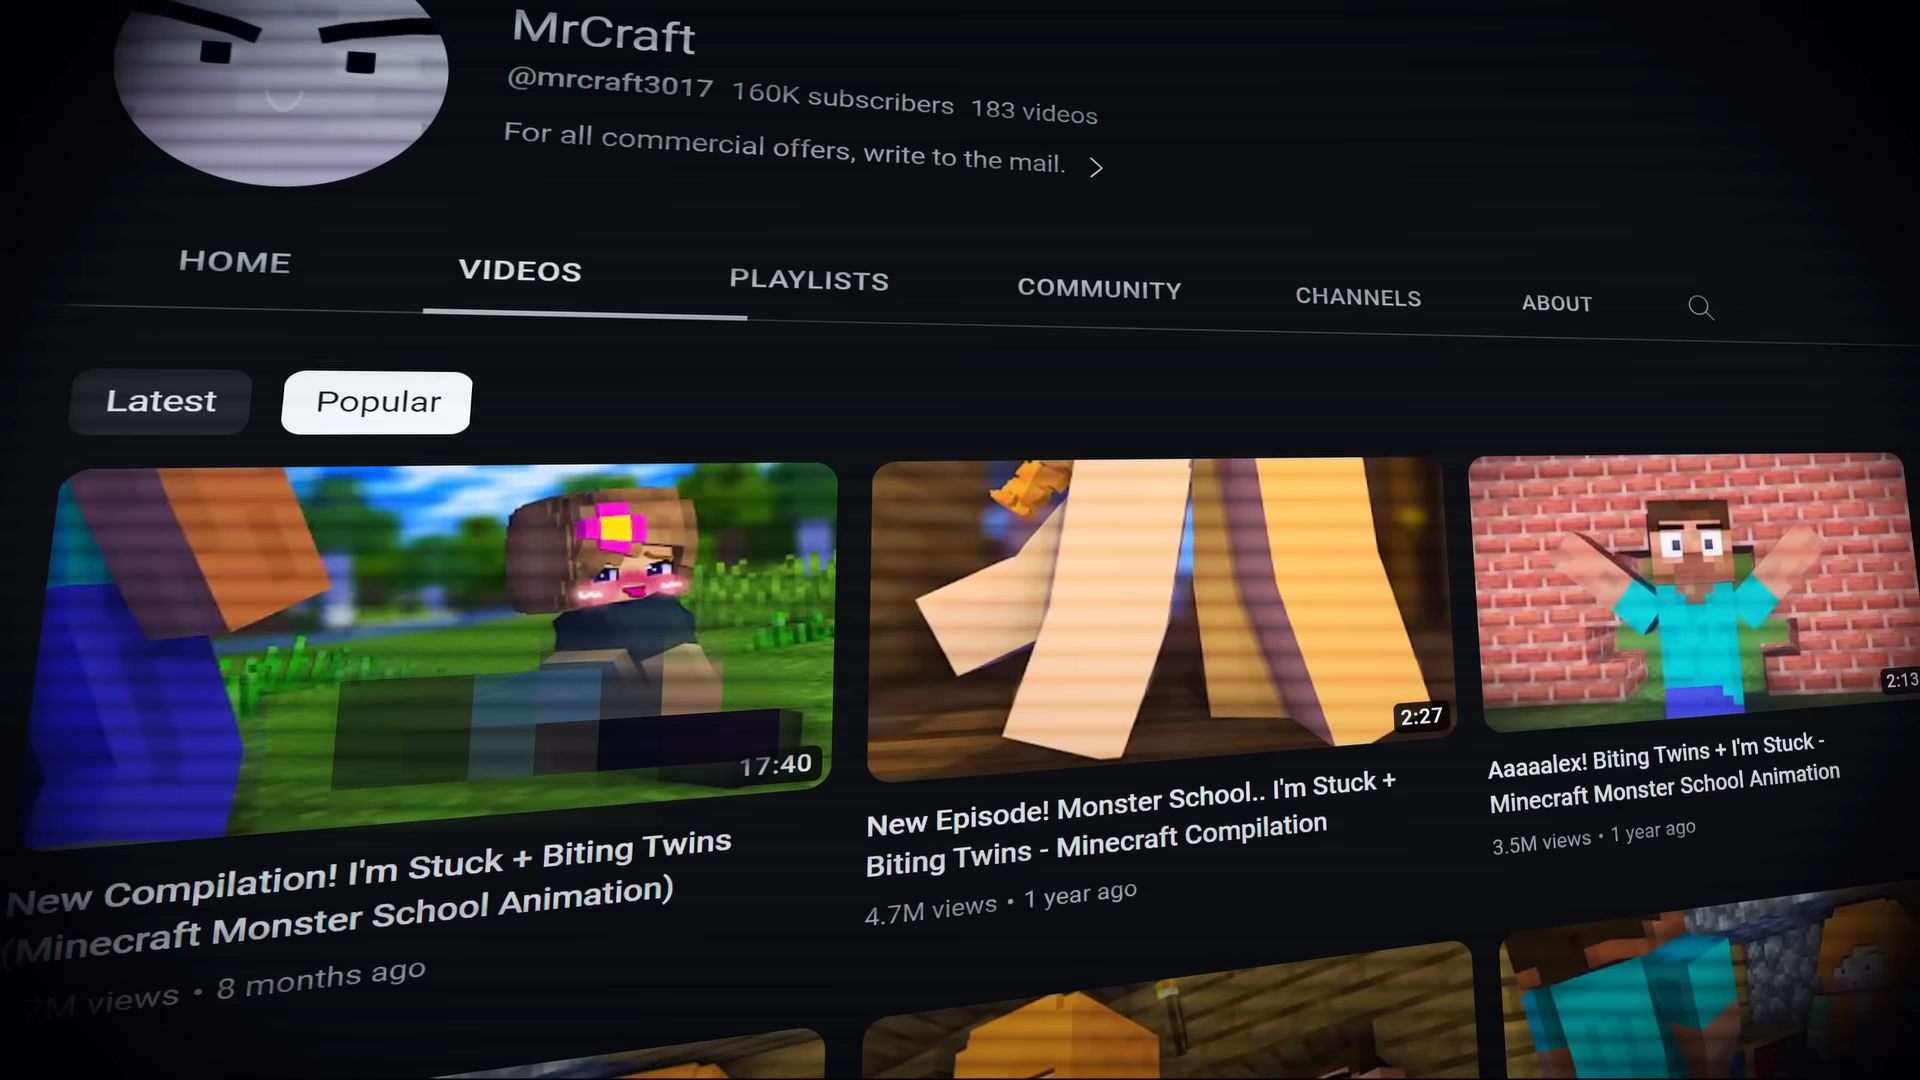 MrCraft
@mrcraft3017 160K subscribers 183 videos
For all commercial offers, write to the mail.
HOME VIDEOS PLAYLISTS COMMUNITY CHANNELS ABOUT
Latest Popular
17:40
2:27
2:13
New Compilation! I'm Stuck + Biting Twins
(Minecraft Monster School Animation)
7M views • 8 months ago
New Episode! Monster School.. I'm Stuck +
Biting Twins - Minecraft Compilation
4.7M views • 1 year ago
Aaaaalex! Biting Twins + I'm Stuck -
Minecraft Monster School Animation
3.5M views • 1 year ago